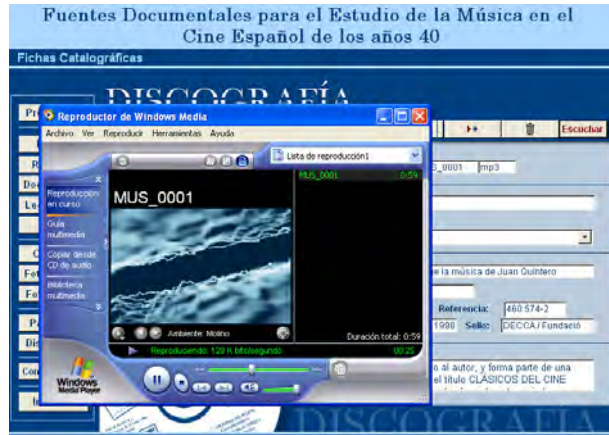 Fuentes Documentales para el Estudio de la Música en el
Cine Español de los años 40
Fichas Catalográficas
DISCOGRAFÍA
Reproductor de Windows Media
Archivo Ver Reproducir Herramientas Ayuda
Escuchar
Lista de reproducción1
MUS_0001 0:59
_0001 mp3
Reproducción
en curso
MUS_0001
Guía
multimedia
Copiar desde
CD de audio
Biblioteca
multimedia
e la música de Juan Quintero
Referencia: 460 574-2
Ambiente: Molino
Duración total: 0:59
1998 Sello: DECCA / Fundació
Reproduciendo: 128 K bits/segundo 00:25
o al autor, y forma parte de una
el título CLÁSICOS DEL CINE
Windows
Media Player
DISCOGRAFÍA